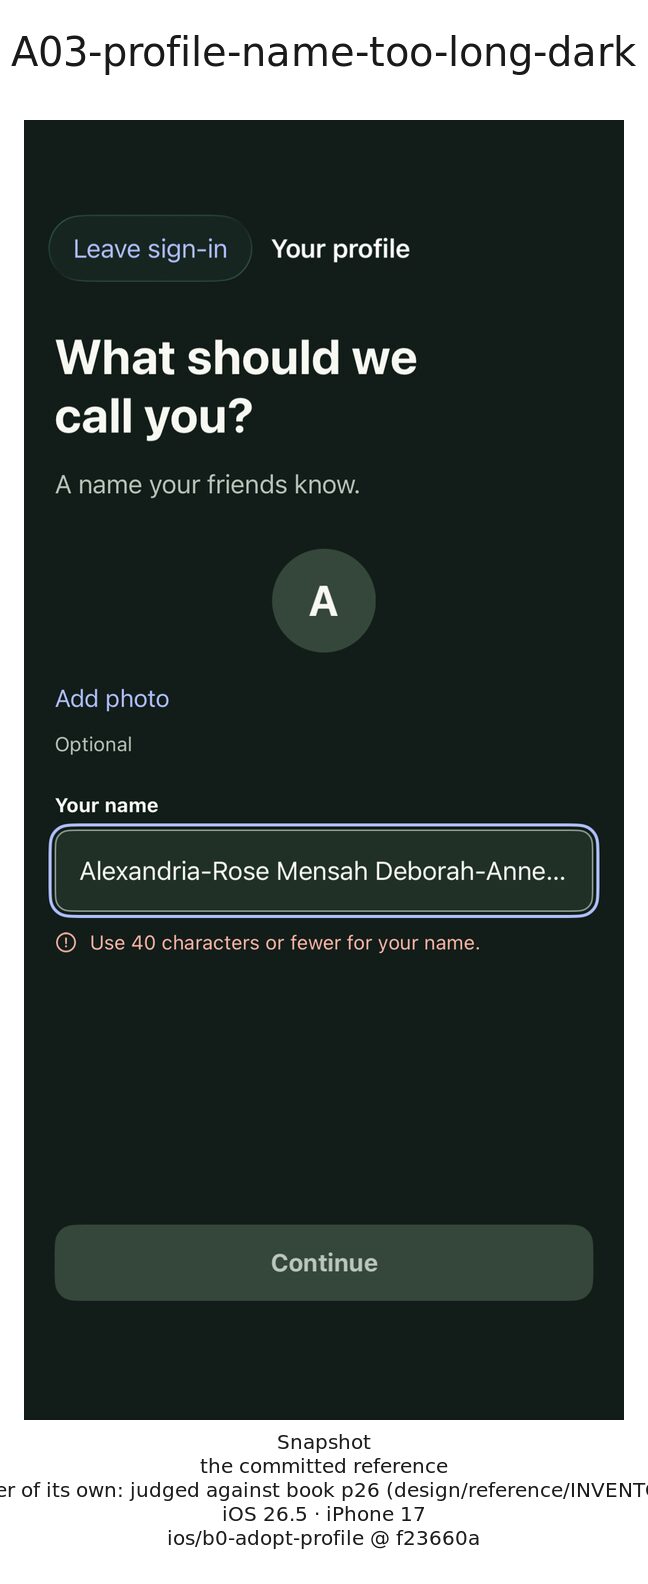 A03-profile-name-too-long-dark
Leave sign-in Your profile
What should we
call you?
A name your friends know.
A
Add photo
Optional
Your name
Alexandria-Rose Mensah Deborah-Anne...
Use 40 characters or fewer for your name.
Continue
Snapshot
the committed reference
of its own: judged against book p26 (design/reference/
iOS 26.5 · iPhone 17
ios/b0-adopt-profile @ f23660a